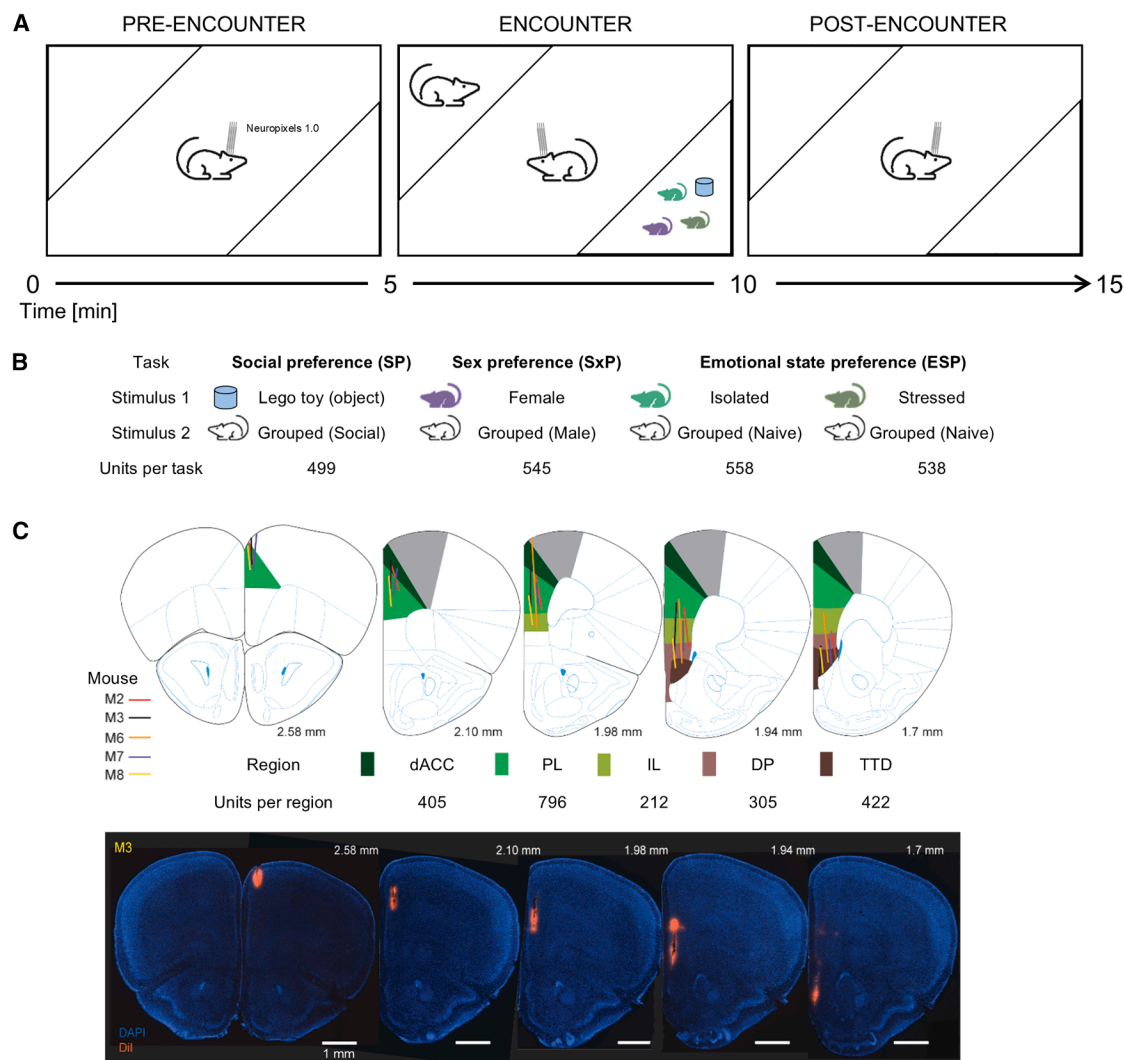 A
PRE-ENCOUNTER ENCOUNTER POST-ENCOUNTER
Neuropixels 1.0
0 5 10 15
Time [min]
B
Task Social preference (SP) Sex preference (SxP) Emotional state preference (ESP)
Stimulus 1 Lego toy (object) Female Isolated Stressed
Stimulus 2 Grouped (Social) Grouped (Male) Grouped (Naive) Grouped (Naive)
Units per task 499 545 558 538
C
Mouse
M2
M3
M6
M7
M8
2.58 mm 2.10 mm 1.98 mm 1.94 mm 1.7 mm
Region dACC PL IL DP TTD
Units per region 405 796 212 305 422
M3 2.58 mm 2.10 mm 1.98 mm 1.94 mm 1.7 mm
DAPI
DiI
1 mm